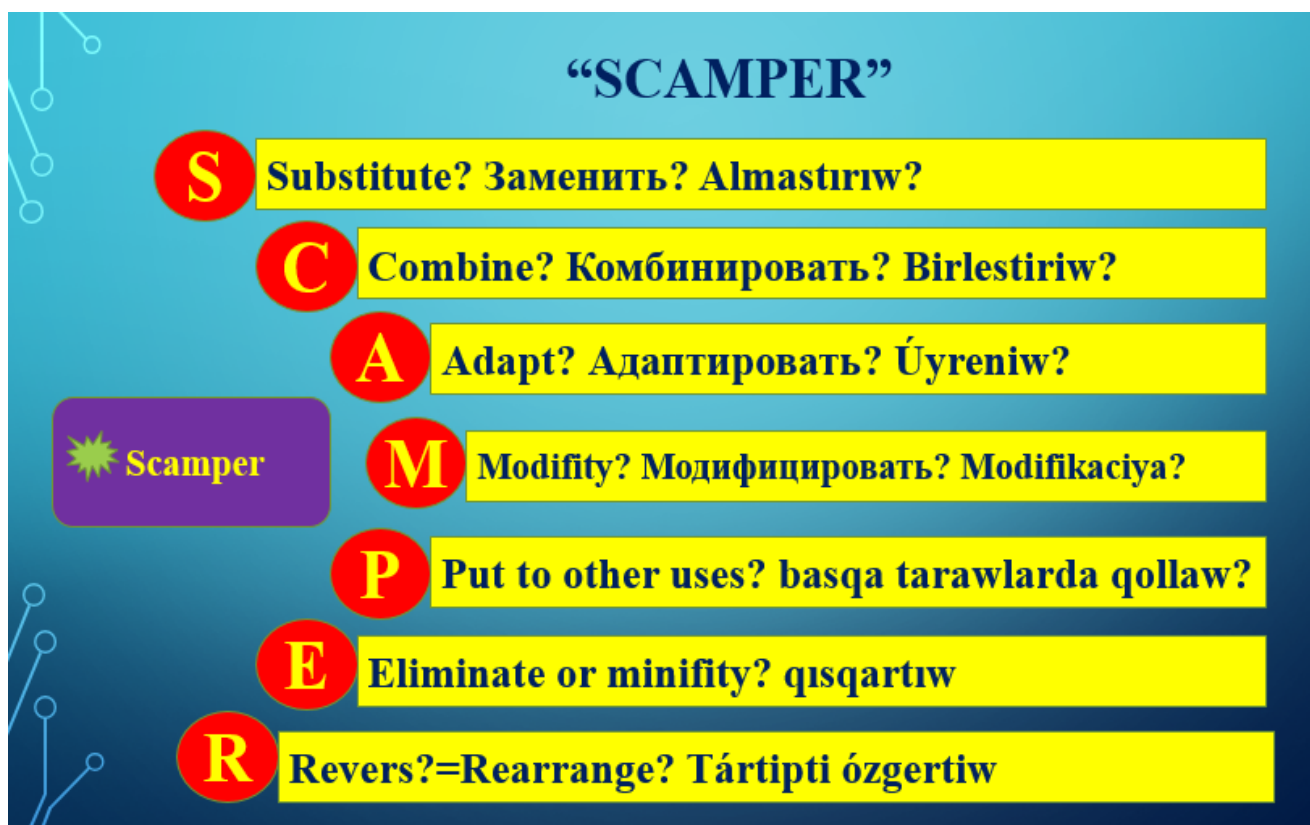 “SCAMPER”
S Substitute? Заменить? Almastırıw?
C Combine? Комбинировать? Birlestiriw?
A Adapt? Адаптировать? Úyreniw?
Scamper
M Modifity? Модифицировать? Modifikaciya?
P Put to other uses? basqa tarawlarda qollaw?
E Eliminate or minifity? qısqartıw
R Revers?=Rearrange? Tártipti ózgertiw